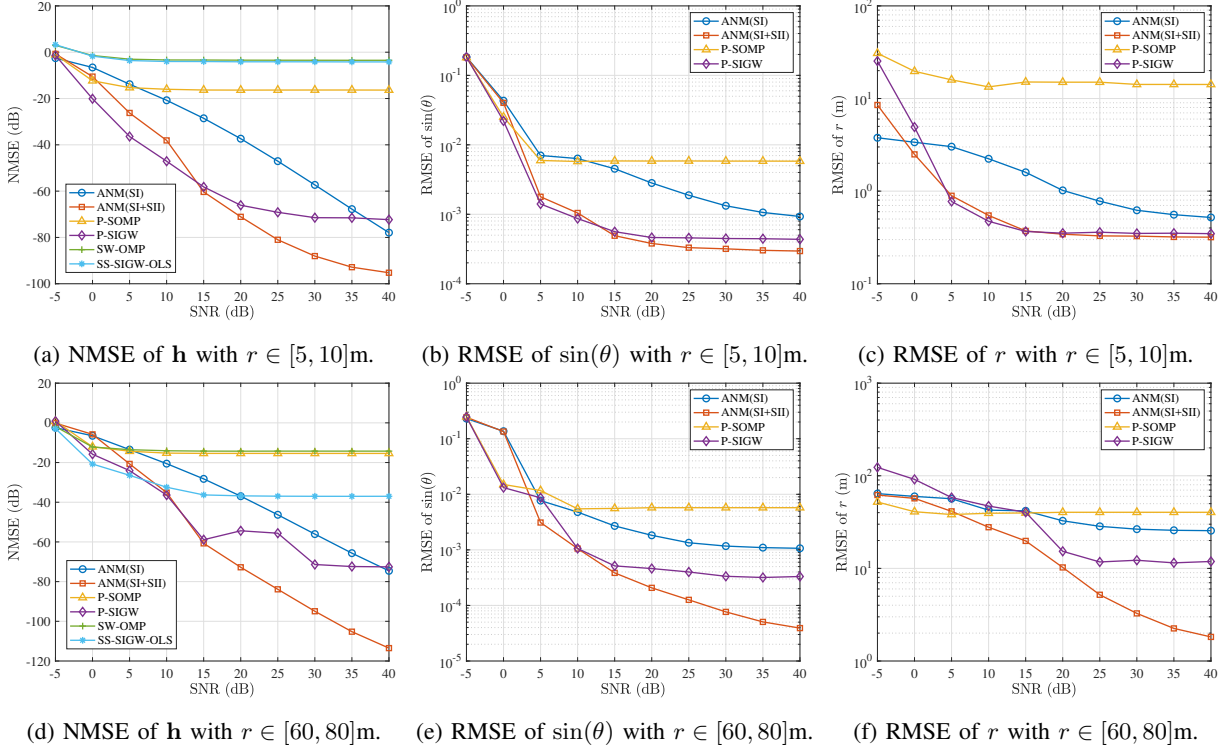 20
0
-20
-40
-60
-80
-100
NMSE (dB)
ANM(SI)
ANM(SI+SII)
P-SOMP
P-SIGW
SW-OMP
SS-SIGW-OLS
-5 0 5 10 15 20 25 30 35 40
SNR (dB)
(a) NMSE of h with r ∈ [5, 10]m.
10^0
10^-1
10^-2
10^-3
10^-4
RMSE of sin(θ)
ANM(SI)
ANM(SI+SII)
P-SOMP
P-SIGW
-5 0 5 10 15 20 25 30 35 40
SNR (dB)
(b) RMSE of sin(θ) with r ∈ [5, 10]m.
10^2
10^1
10^0
10^-1
RMSE of r (m)
ANM(SI)
ANM(SI+SII)
P-SOMP
P-SIGW
-5 0 5 10 15 20 25 30 35 40
SNR (dB)
(c) RMSE of r with r ∈ [5, 10]m.
20
0
-20
-40
-60
-80
-100
-120
NMSE (dB)
ANM(SI)
ANM(SI+SII)
P-SOMP
P-SIGW
SW-OMP
SS-SIGW-OLS
-5 0 5 10 15 20 25 30 35 40
SNR (dB)
(d) NMSE of h with r ∈ [60, 80]m.
10^0
10^-1
10^-2
10^-3
10^-4
10^-5
RMSE of sin(θ)
ANM(SI)
ANM(SI+SII)
P-SOMP
P-SIGW
-5 0 5 10 15 20 25 30 35 40
SNR (dB)
(e) RMSE of sin(θ) with r ∈ [60, 80]m.
10^3
10^2
10^1
10^0
RMSE of r (m)
ANM(SI)
ANM(SI+SII)
P-SOMP
P-SIGW
-5 0 5 10 15 20 25 30 35 40
SNR (dB)
(f) RMSE of r with r ∈ [60, 80]m.